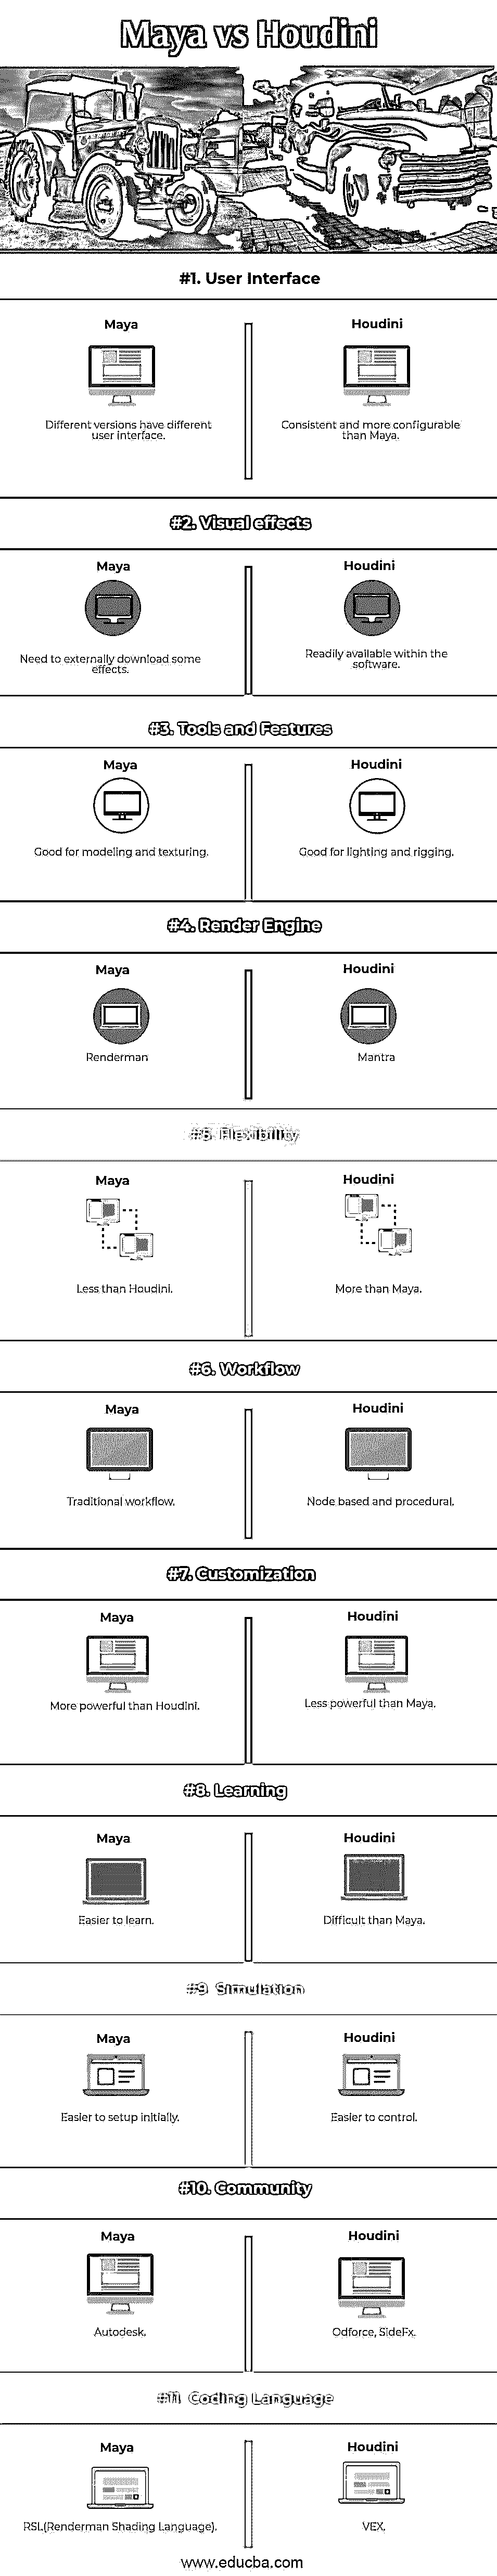 Maya vs Houdini
#1. User Interface
Maya
Houdini
Different versions have different
user interface.
Consistent and more configurable
than Maya.
#2. Visual effects
Maya
Houdini
Need to externally download some
effects.
Readily available within the
software.
#3. Tools and Features
Maya
Houdini
Good for modeling and texturing.
Good for lighting and rigging.
#4. Render Engine
Maya
Houdini
Renderman
Mantra
#5. Flexibility
Maya
Houdini
Less than Houdini.
More than Maya.
#6. Workflow
Maya
Houdini
Traditional workflow.
Node based and procedural.
#7. Customization
Maya
Houdini
More powerful than Houdini.
Less powerful than Maya.
#8. Learning
Maya
Houdini
Easier to learn.
Difficult than Maya.
#9 Simulation
Maya
Houdini
Easier to setup initially.
Easier to control.
#10. Community
Maya
Houdini
Autodesk.
Odforce, SideFx.
#11 Coding Language
Maya
Houdini
RSL(Renderman Shading Language).
VEX.
www.educba.com